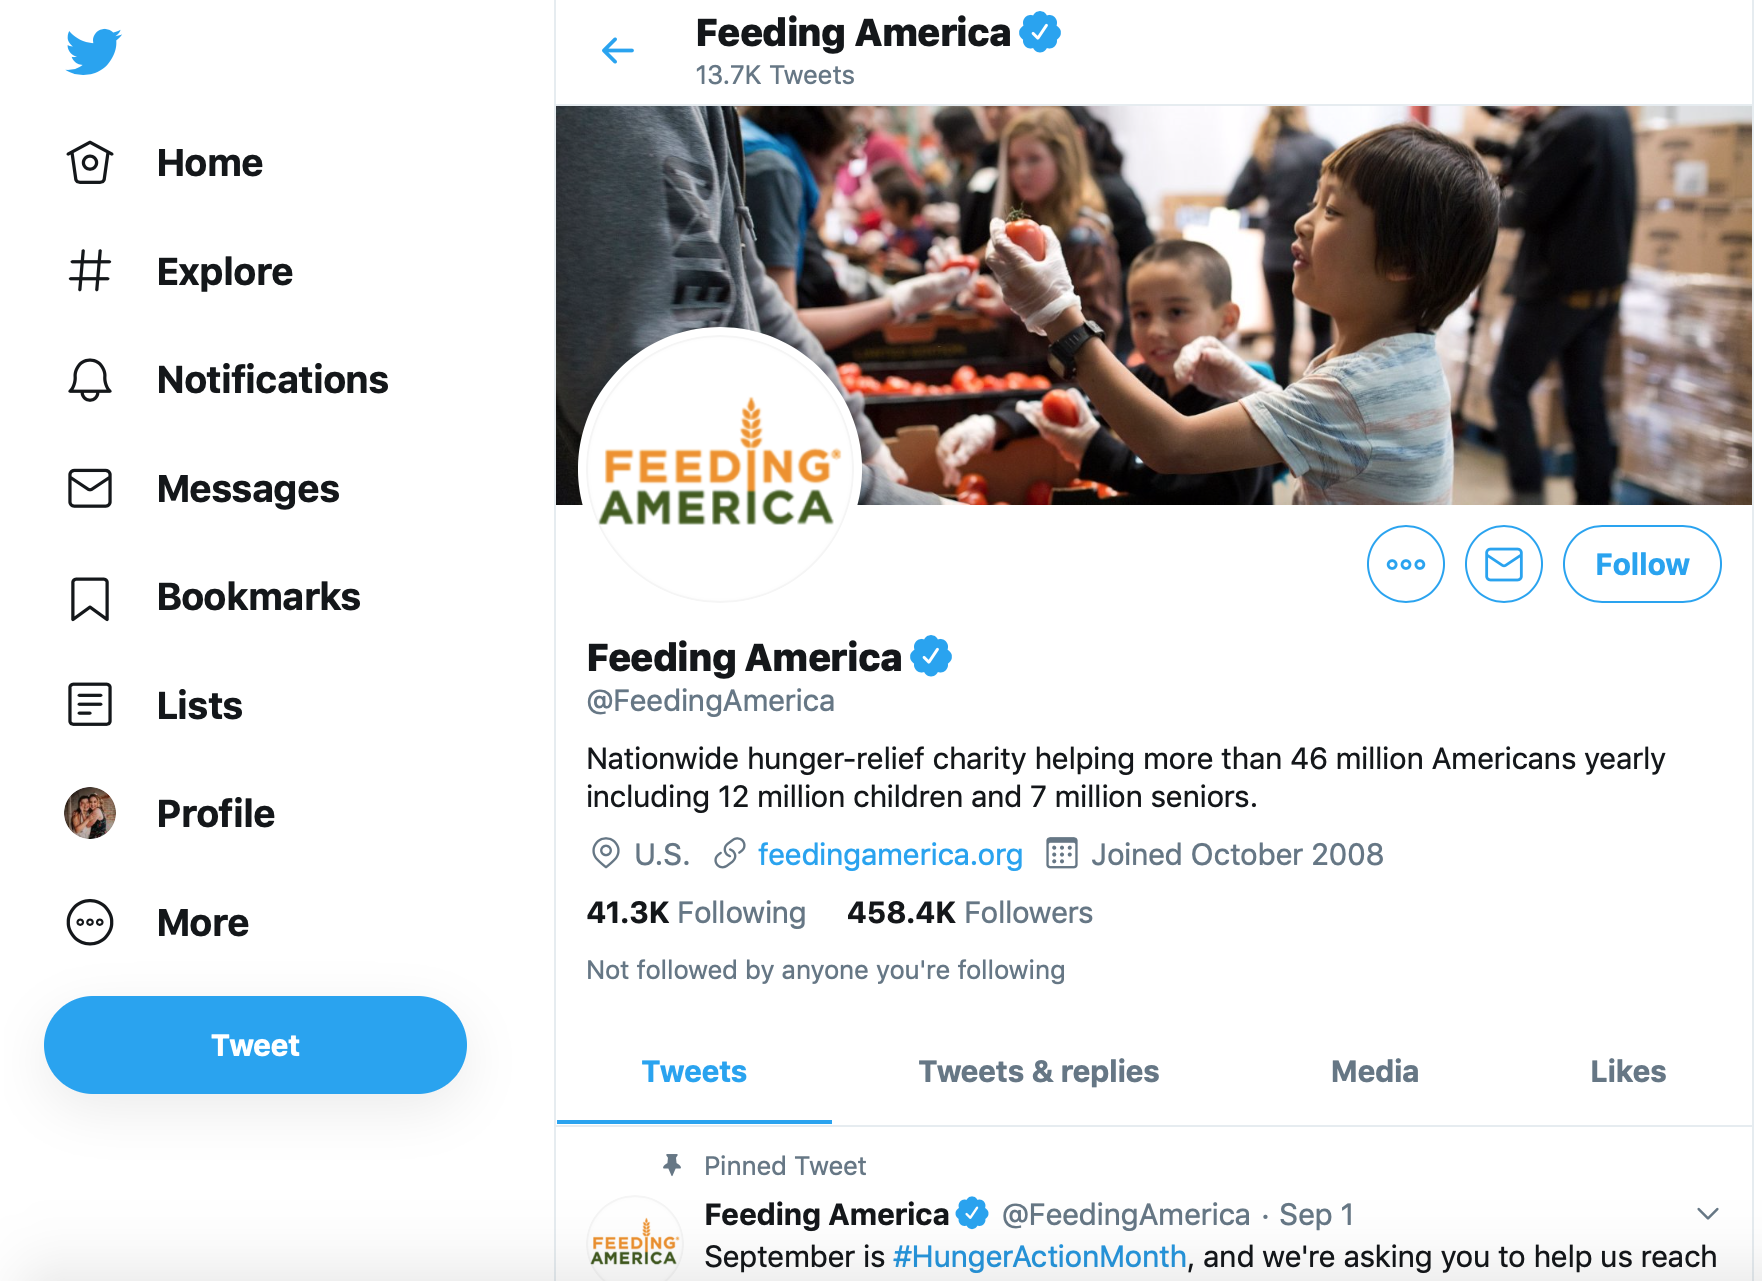 Home
Explore
Notifications
Messages
Bookmarks
Lists
Profile
More
Tweet
Feeding America
13.7K Tweets
FEEDING®
AMERICA
Follow
Feeding America
@FeedingAmerica
Nationwide hunger-relief charity helping more than 46 million Americans yearly
including 12 million children and 7 million seniors.
U.S. feedingamerica.org Joined October 2008
41.3K Following 458.4K Followers
Not followed by anyone you're following
Tweets Tweets & replies Media Likes
Pinned Tweet
FEEDING®
AMERICA
Feeding America @FeedingAmerica · Sep 1
September is #HungerActionMonth, and we're asking you to help us reach